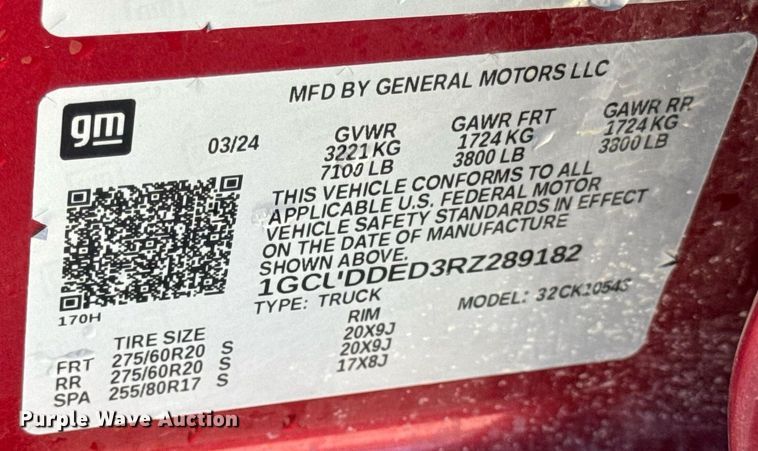 MFD BY GENERAL MOTORS LLC
gm
03/24
GVWR
3221 KG
7100 LB
GAWR FRT
1724 KG
3800 LB
GAWR RR
1724 KG
3800 LB
THIS VEHICLE CONFORMS TO ALL
APPLICABLE U.S. FEDERAL MOTOR
VEHICLE SAFETY STANDARDS IN EFFECT
ON THE DATE OF MANUFACTURE
SHOWN ABOVE.
1GCUDDED3RZ289182
TYPE: TRUCK
MODEL:
170H
TIRE SIZE
RIM
FRT 275/60R20 S 20X9J
RR 275/60R20 S 20X9J
SPA 255/80R17 S 17X8J
Purple Wave Auction